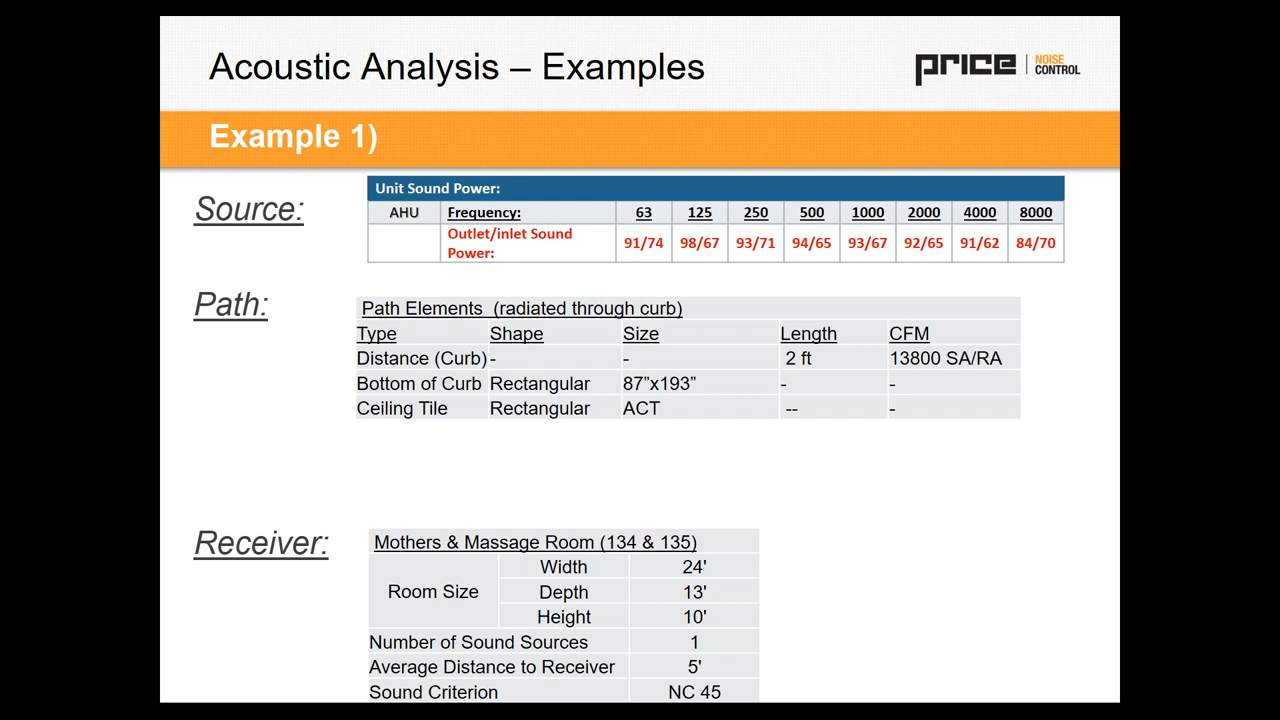 Acoustic Analysis – Examples
price
NOISE
CONTROL
Example 1)
Source:
Unit Sound Power:
AHU Frequency: 63 125 250 500 1000 2000 4000 8000
Outlet/inlet Sound
Power: 91/74 98/67 93/71 94/65 93/67 92/65 91/62 84/70
Path:
Path Elements (radiated through curb)
Type Shape Size Length CFM
Distance (Curb) - - 2 ft 13800 SA/RA
Bottom of Curb Rectangular 87”x193” - -
Ceiling Tile Rectangular ACT -- -
Receiver:
Mothers & Massage Room (134 & 135)
Room Size
Width 24'
Depth 13'
Height 10'
Number of Sound Sources 1
Average Distance to Receiver 5'
Sound Criterion NC 45